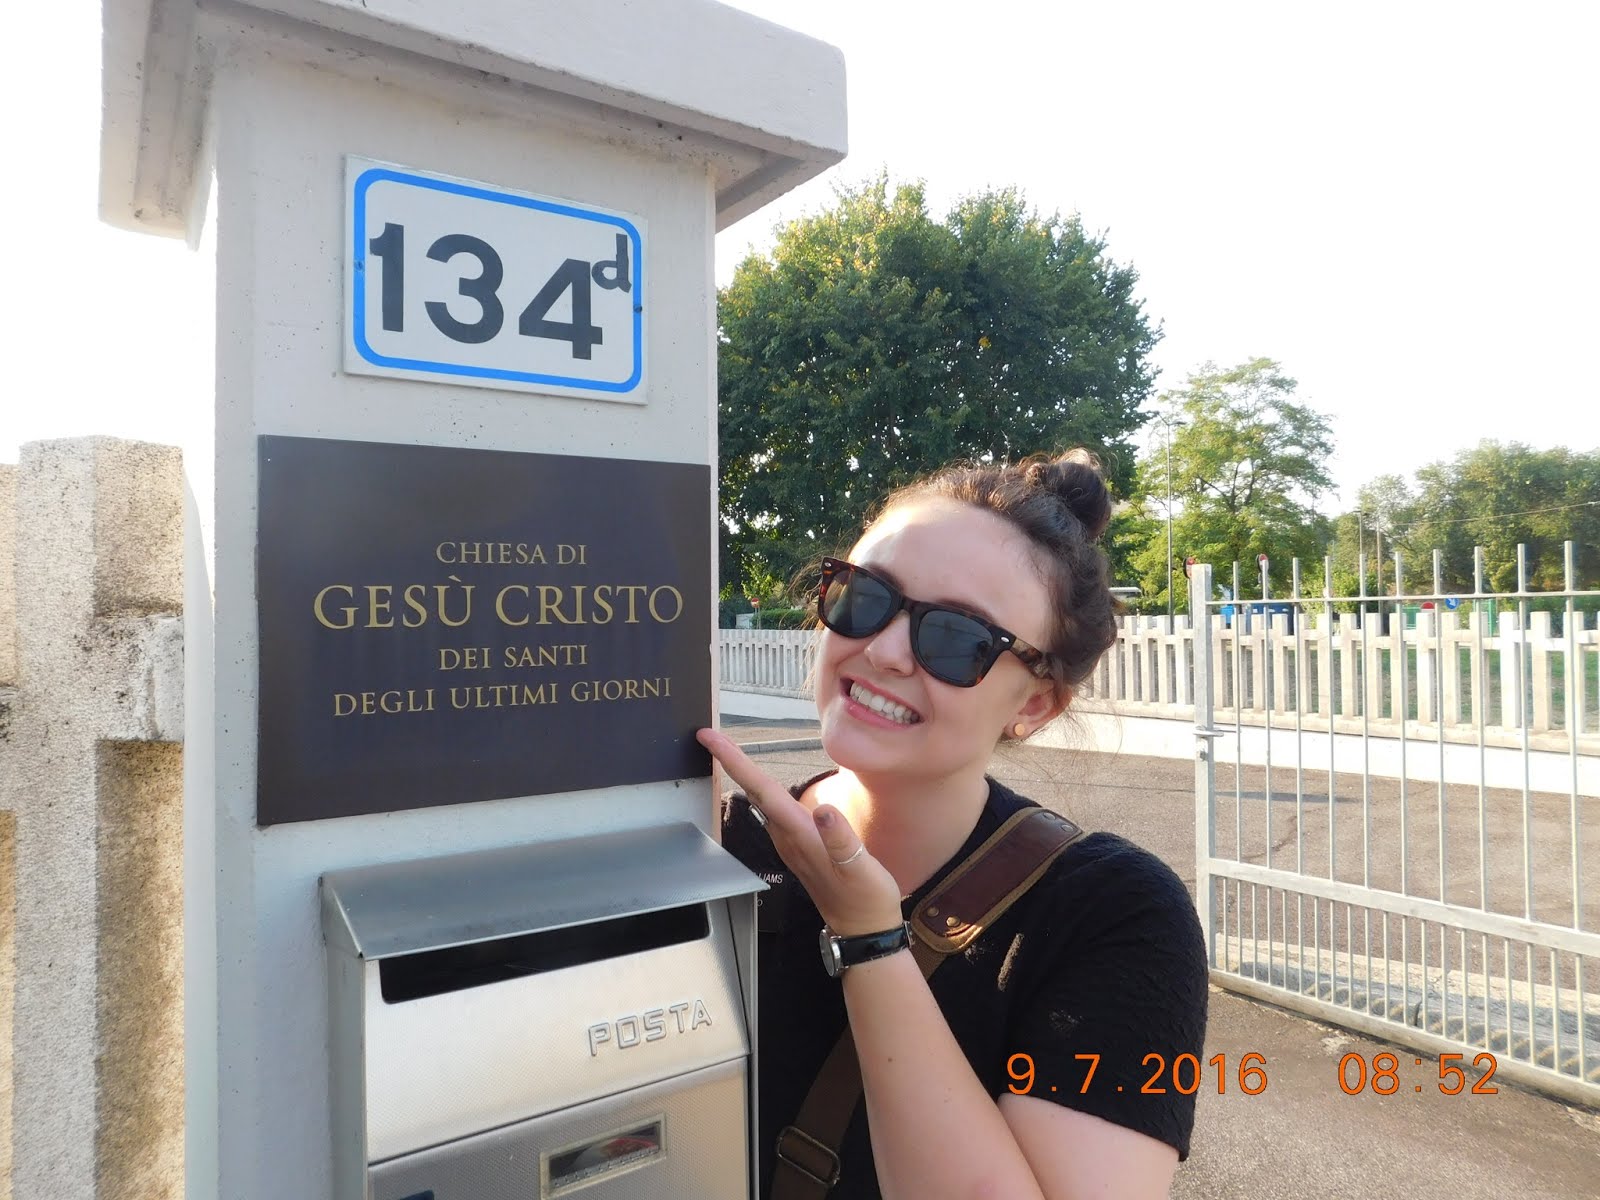 134d
CHIESA DI
GESÙ CRISTO
DEI SANTI
DEGLI ULTIMI GIORNI
POSTA
9.7.2016 08:52